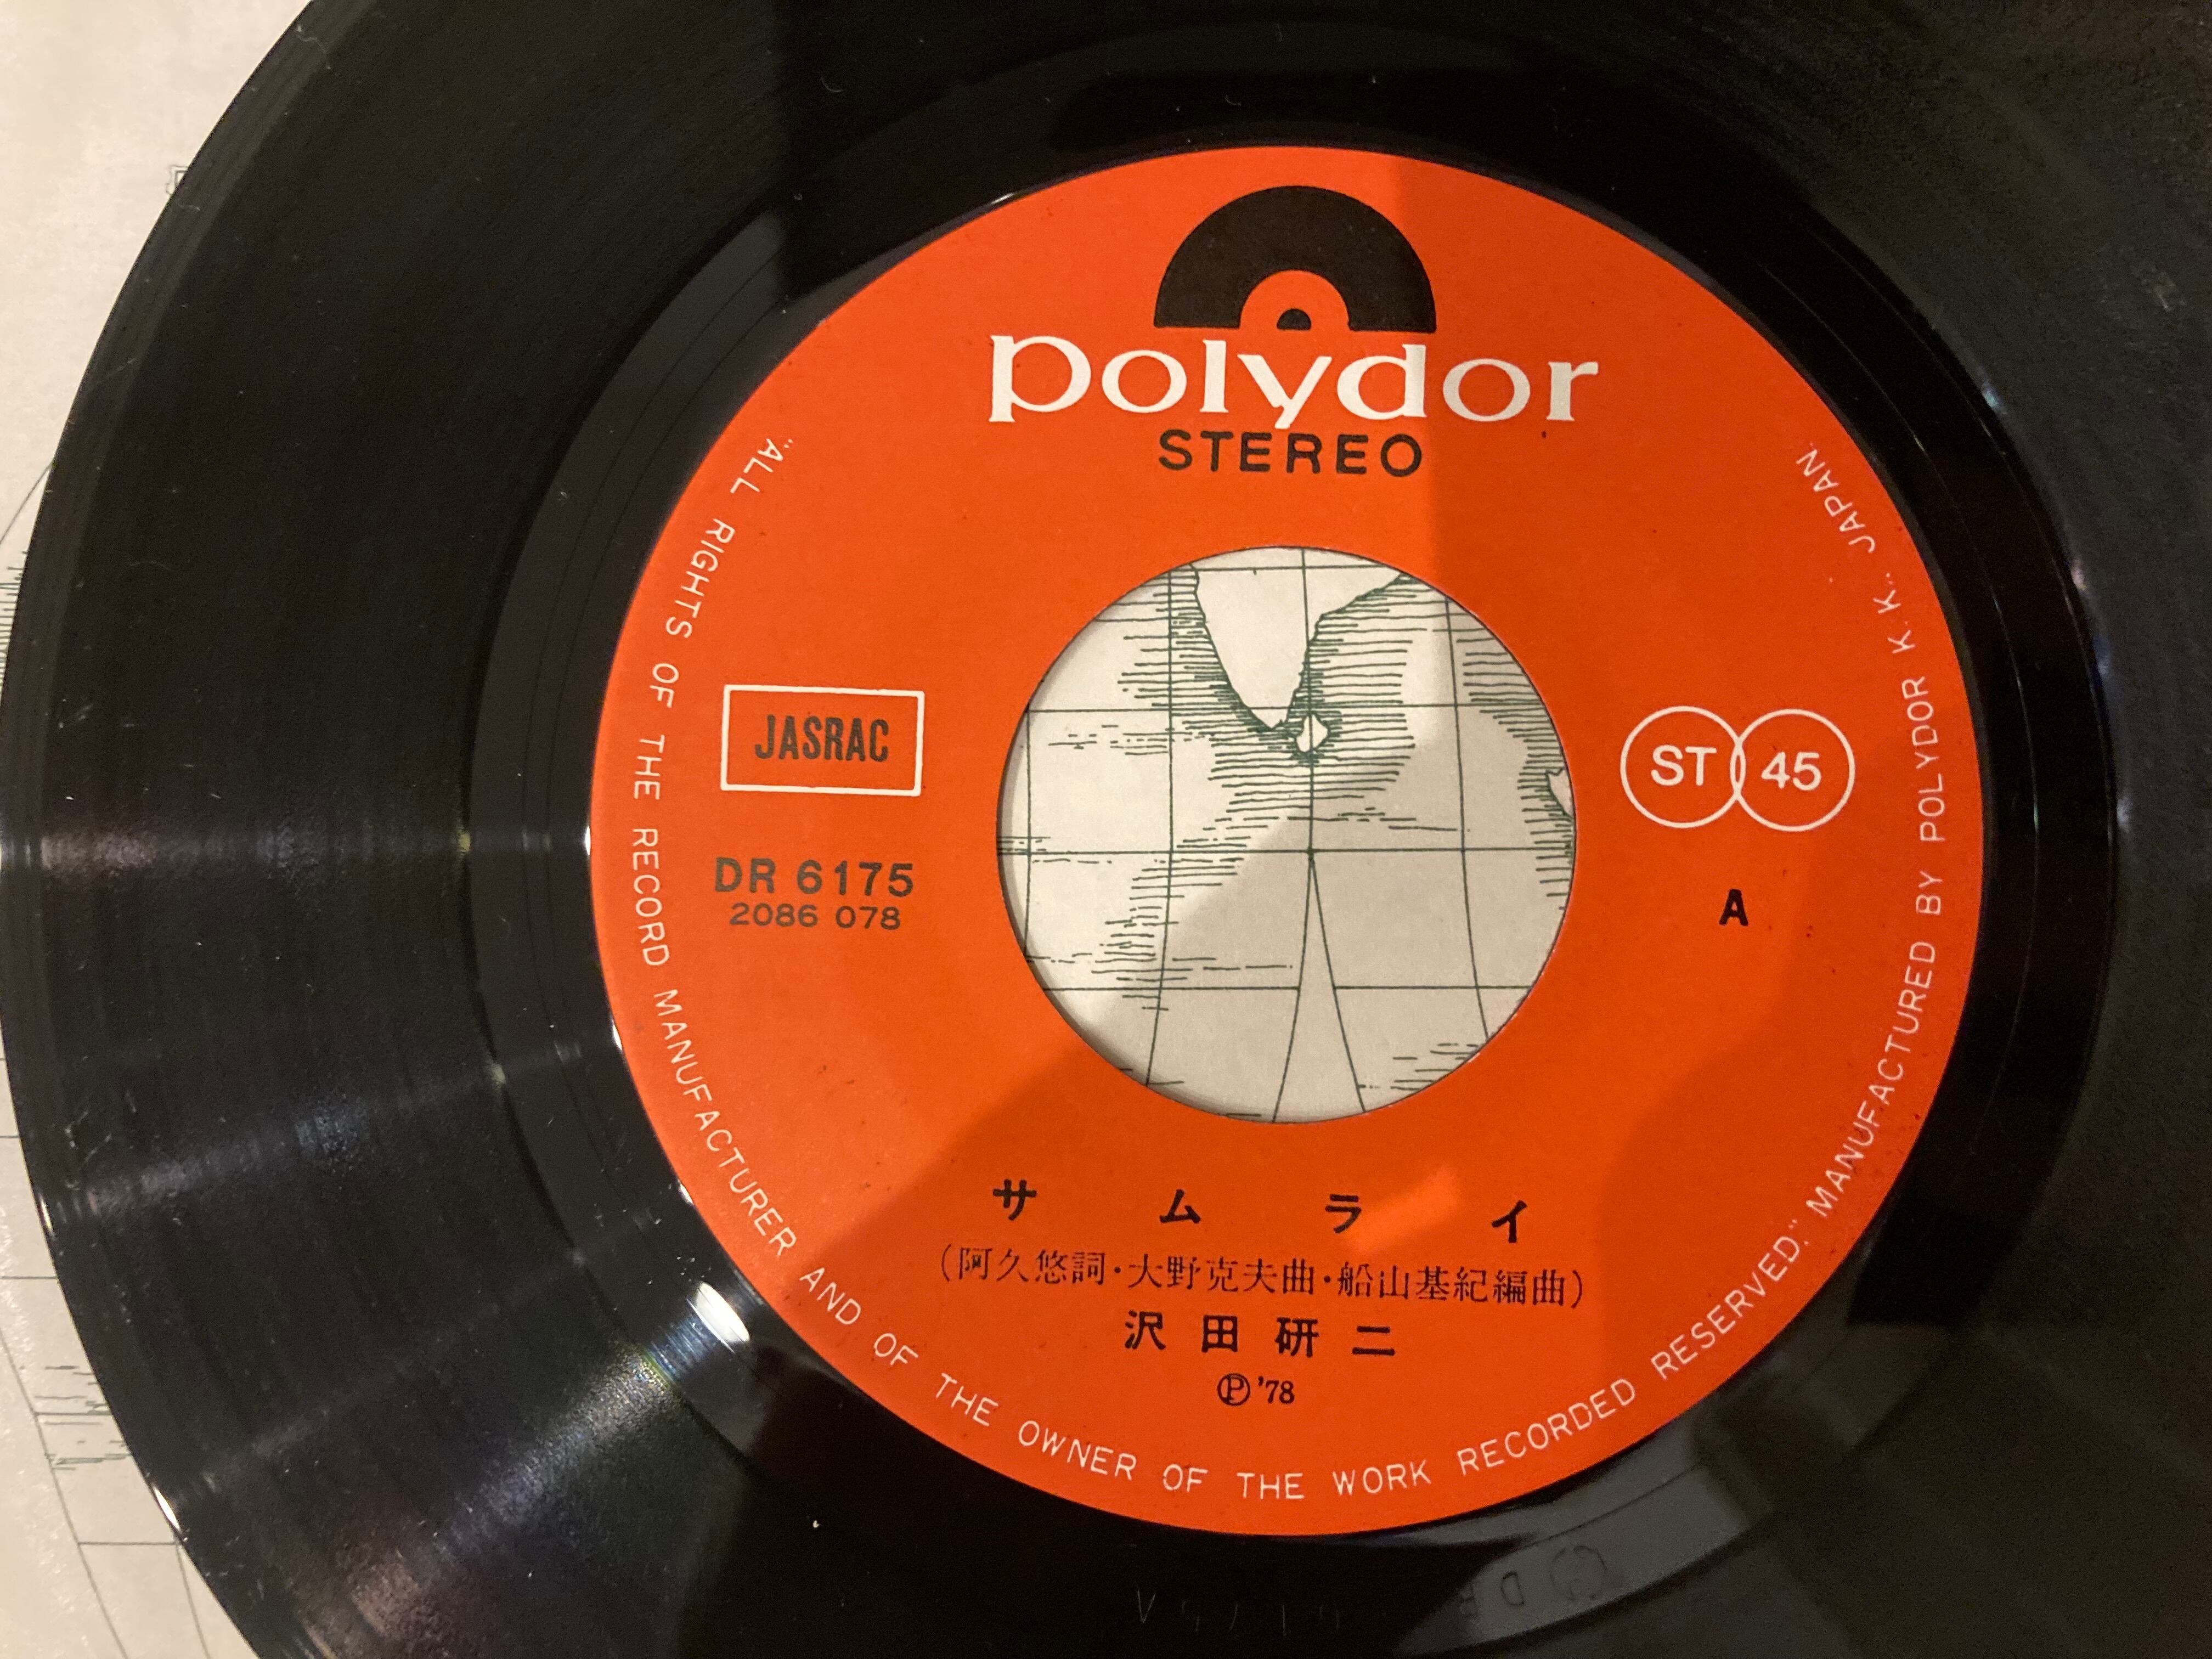 polydor
STEREO
JASRAC
ST 45
DR 6175
2086 078
A
サムライ
(阿久悠詞・大野克夫曲・船山基紀編曲)
沢田研二
Ⓟ'78
"ALL RIGHTS OF THE RECORD MANUFACTURER AND OF THE OWNER OF THE WORK RECORDED RESERVED." MANUFACTURED BY POLYDOR K.K., JAPAN